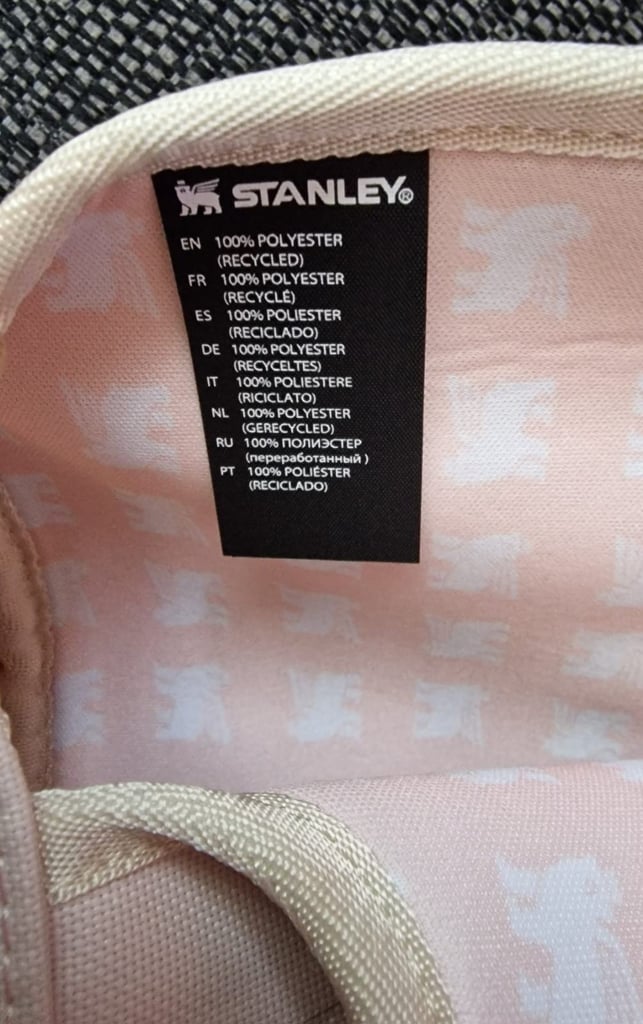 STANLEY®
EN 100% POLYESTER
(RECYCLED)
FR 100% POLYESTER
(RECYCLÉ)
ES 100% POLIESTER
(RECICLADO)
DE 100% POLYESTER
(RECYCELTES)
IT 100% POLIESTERE
(RICICLATO)
NL 100% POLYESTER
(GERECYCLED)
RU 100% ПОЛИЭСТЕР
(переработанный )
PT 100% POLIÉSTER
(RECICLADO)